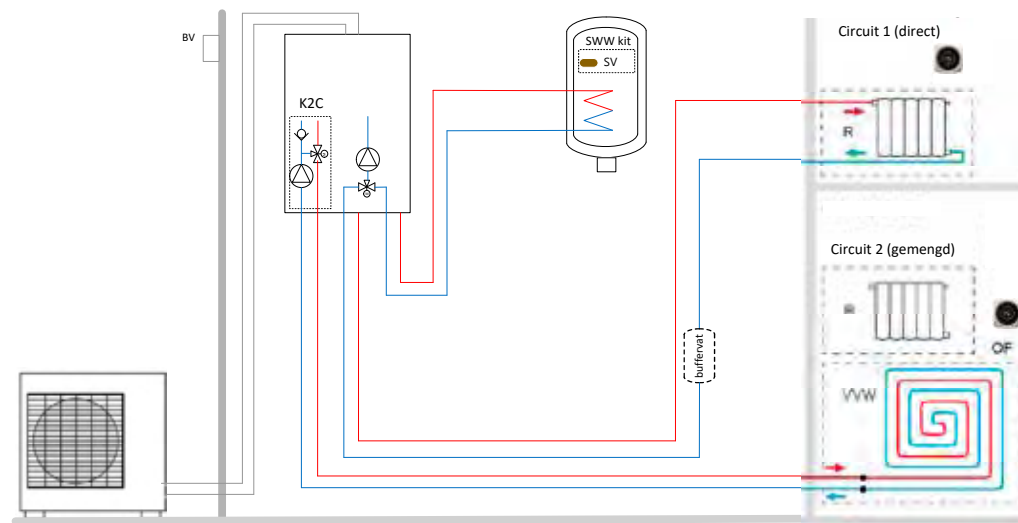 BV
K2C
SWW kit
SV
buffervat
Circuit 1 (direct)
R
Circuit 2 (gemengd)
R
OF
VVW